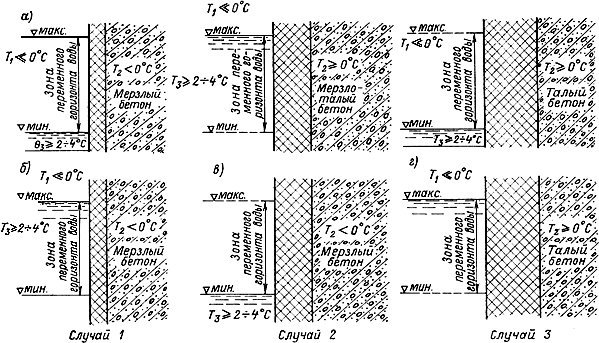 а)
макс.
T₁ ≪ 0°C
T₂ < 0°C
Зона
переменного
горизонта воды
Мерзлый
бетон
мин.
θ₃ ≥ 2÷4°C
T₁ ≪ 0°C
макс.
T₂ ≥ 0°C
T₃ ≥ 2÷4°C
Зона пере-
менного го-
ризонта воды
Мерзло-
талый
бетон
мин.
макс.
T₁ ≪ 0°C
T₂ ≥ 0°C
Зона
переменного
горизонта воды
Талый
бетон
мин.
T₃ ≥ 2÷4°C
б)
T₁ ≪ 0°C
макс.
T₃ ≥ 2÷4°C
T₂ < 0°C
Зона
переменного
горизонта воды
Мерзлый
бетон
мин.
Случай 1
в)
макс.
T₂ < 0°C
Зона
переменного
горизонта воды
Мерзлый
бетон
мин.
T₃ ≥ 2÷4°C
Случай 2
г)
T₁ ≪ 0°C
макс.
T₂ ≥ 0°C
Зона
переменного
горизонта воды
Талый
бетон
мин.
Случай 3